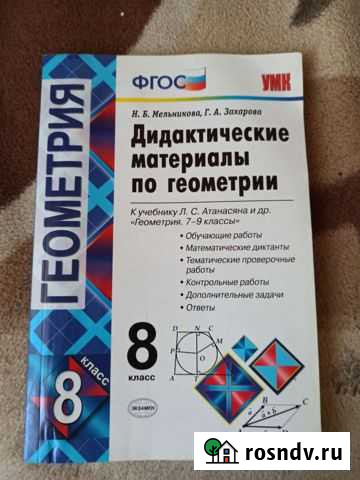 ФГОС
УМК
Н. Б. Мельникова, Г. А. Захарова
Дидактические
материалы
по геометрии
К учебнику Л. С. Атанасяна и др.
«Геометрия. 7–9 классы»
• Обучающие работы
• Математические диктанты
• Тематические проверочные
работы
• Контрольные работы
• Дополнительные задачи
• Ответы
ГЕОМЕТРИЯ
8
класс
8
класс
ЭКЗАМЕН
D N C
M
P
O
A T
B
C
a
a + b
A
rosndv.ru